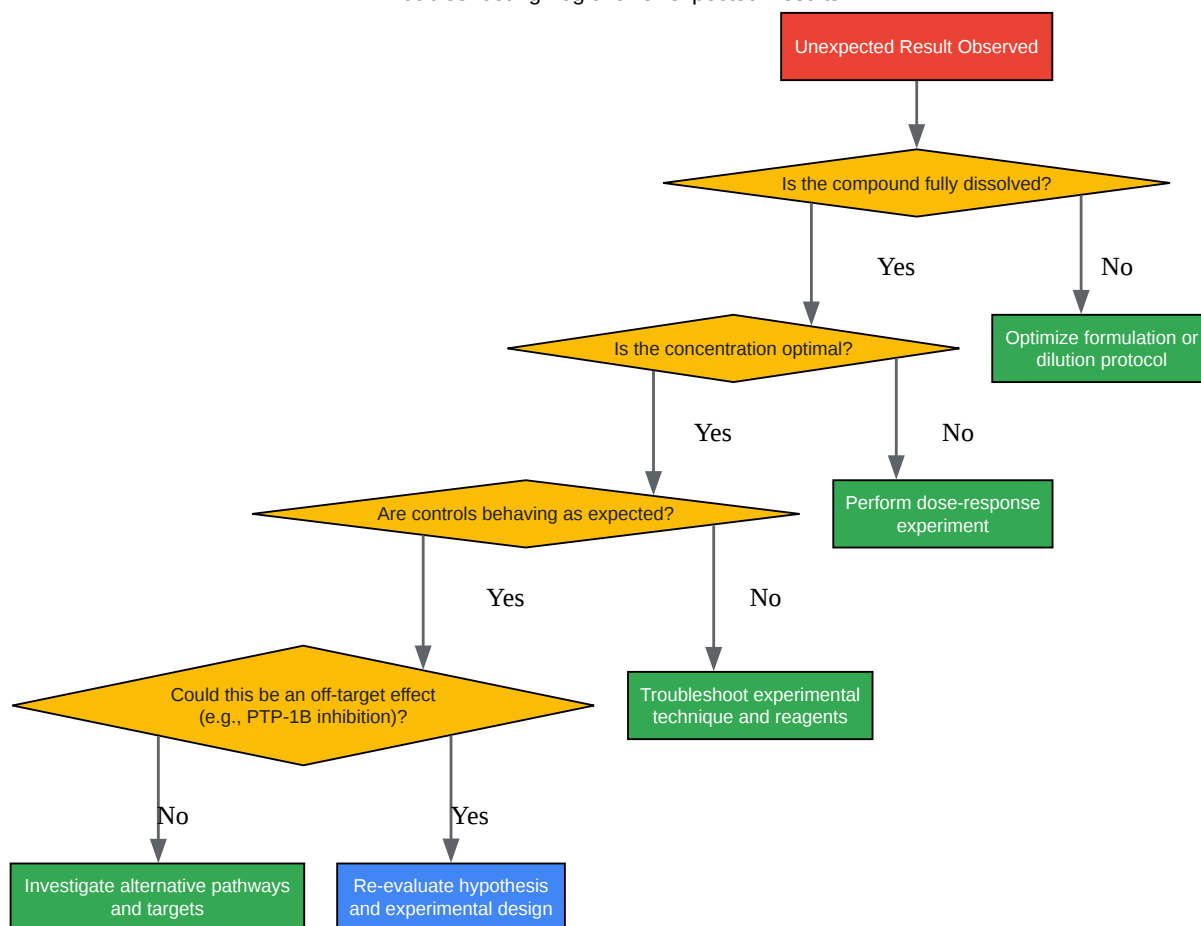 Unexpected Result Observed
Is the compound fully dissolved?
Yes
No
Optimize formulation or
dilution protocol
Is the concentration optimal?
Yes
No
Perform dose-response
experiment
Are controls behaving as expected?
Yes
No
Troubleshoot experimental
technique and reagents
Could this be an off-target effect
(e.g., PTP-1B inhibition)?
No
Yes
Investigate alternative pathways
and targets
Re-evaluate hypothesis
and experimental design